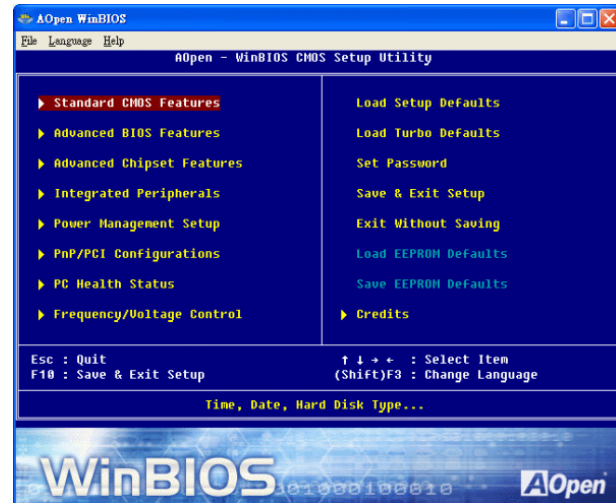 AOpen WinBIOS
File Language Help
AOpen - WinBIOS CMOS Setup Utility
Standard CMOS Features
Advanced BIOS Features
Advanced Chipset Features
Integrated Peripherals
Power Management Setup
PnP/PCI Configurations
PC Health Status
Frequency/Voltage Control
Load Setup Defaults
Load Turbo Defaults
Set Password
Save & Exit Setup
Exit Without Saving
Load EEPROM Defaults
Save EEPROM Defaults
Credits
Esc : Quit
F10 : Save & Exit Setup
↑ ↓ → ← : Select Item
(Shift)F3 : Change Language
Time, Date, Hard Disk Type...
WinBIOS
AOpen